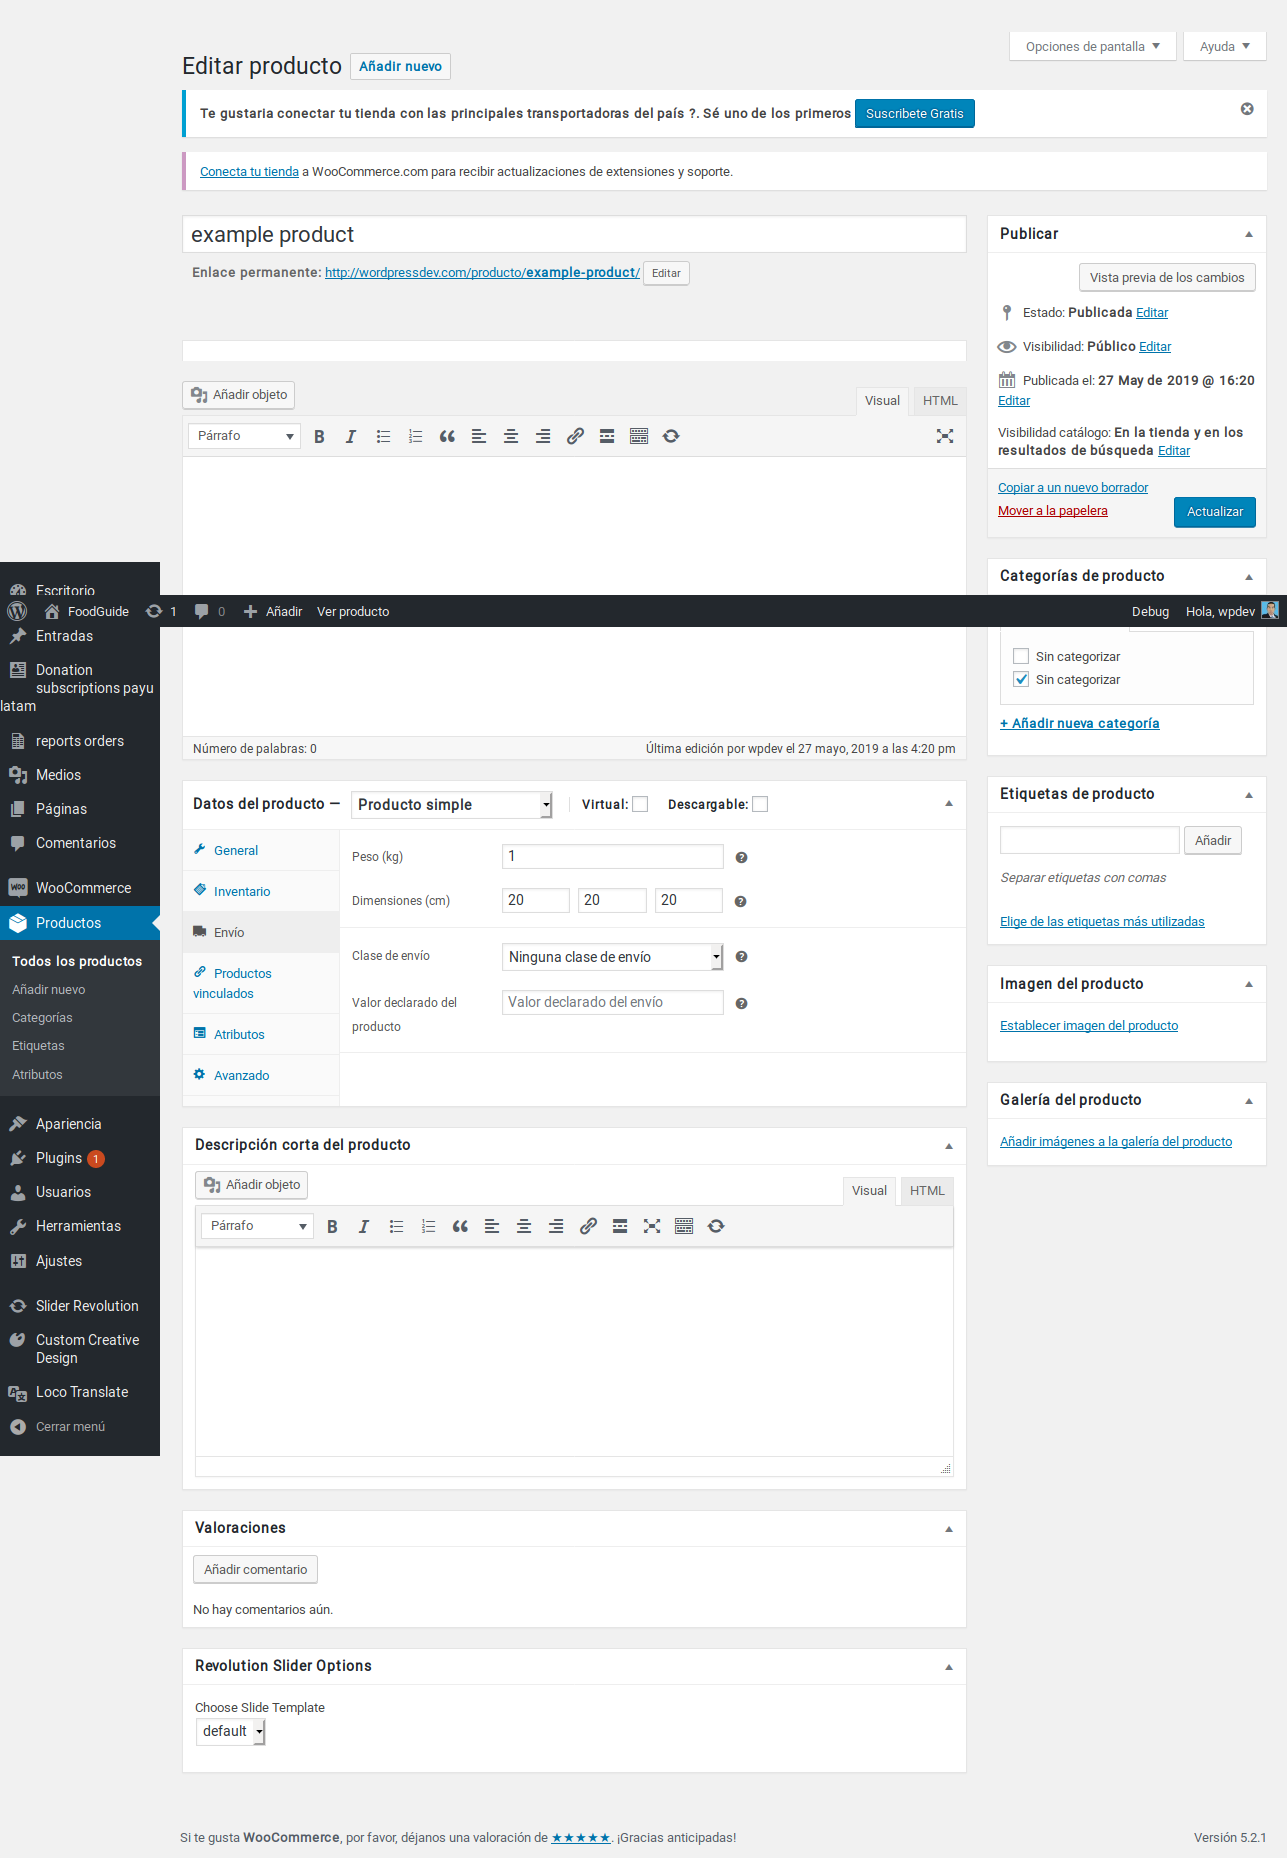 Opciones de pantalla
Ayuda
Editar producto
Añadir nuevo
Te gustaria conectar tu tienda con las principales transportadoras del país ?. Sé uno de los primeros
Suscribete Gratis
Conecta tu tienda a WooCommerce.com para recibir actualizaciones de extensiones y soporte.
example product
Enlace permanente: http://wordpressdev.com/producto/example-product/
Editar
Añadir objeto
Visual
HTML
Párrafo
Número de palabras: 0
Última edición por wpdev el 27 mayo, 2019 a las 4:20 pm
Publicar
Vista previa de los cambios
Estado: Publicada Editar
Visibilidad: Público Editar
Publicada el: 27 May de 2019 @ 16:20
Editar
Visibilidad catálogo: En la tienda y en los
resultados de búsqueda Editar
Copiar a un nuevo borrador
Mover a la papelera
Actualizar
Categorías de producto
Escritorio
FoodGuide
1
0
Añadir
Ver producto
Debug
Hola, wpdev
Entradas
Donation
subscriptions payu
latam
reports orders
Medios
Páginas
Comentarios
WooCommerce
Productos
Todos los productos
Añadir nuevo
Categorías
Etiquetas
Atributos
Apariencia
Plugins 1
Usuarios
Herramientas
Ajustes
Slider Revolution
Custom Creative
Design
Loco Translate
Cerrar menú
Sin categorizar
Sin categorizar
+ Añadir nueva categoría
Etiquetas de producto
Añadir
Separar etiquetas con comas
Elige de las etiquetas más utilizadas
Imagen del producto
Establecer imagen del producto
Galería del producto
Añadir imágenes a la galería del producto
Datos del producto —
Producto simple
Virtual:
Descargable:
General
Inventario
Envío
Productos
vinculados
Atributos
Avanzado
Peso (kg)
1
Dimensiones (cm)
20
20
20
Clase de envío
Ninguna clase de envío
Valor declarado del
producto
Valor declarado del envío
Descripción corta del producto
Añadir objeto
Visual
HTML
Párrafo
Valoraciones
Añadir comentario
No hay comentarios aún.
Revolution Slider Options
Choose Slide Template
default
Si te gusta WooCommerce, por favor, déjanos una valoración de ★★★★★. ¡Gracias anticipadas!
Versión 5.2.1